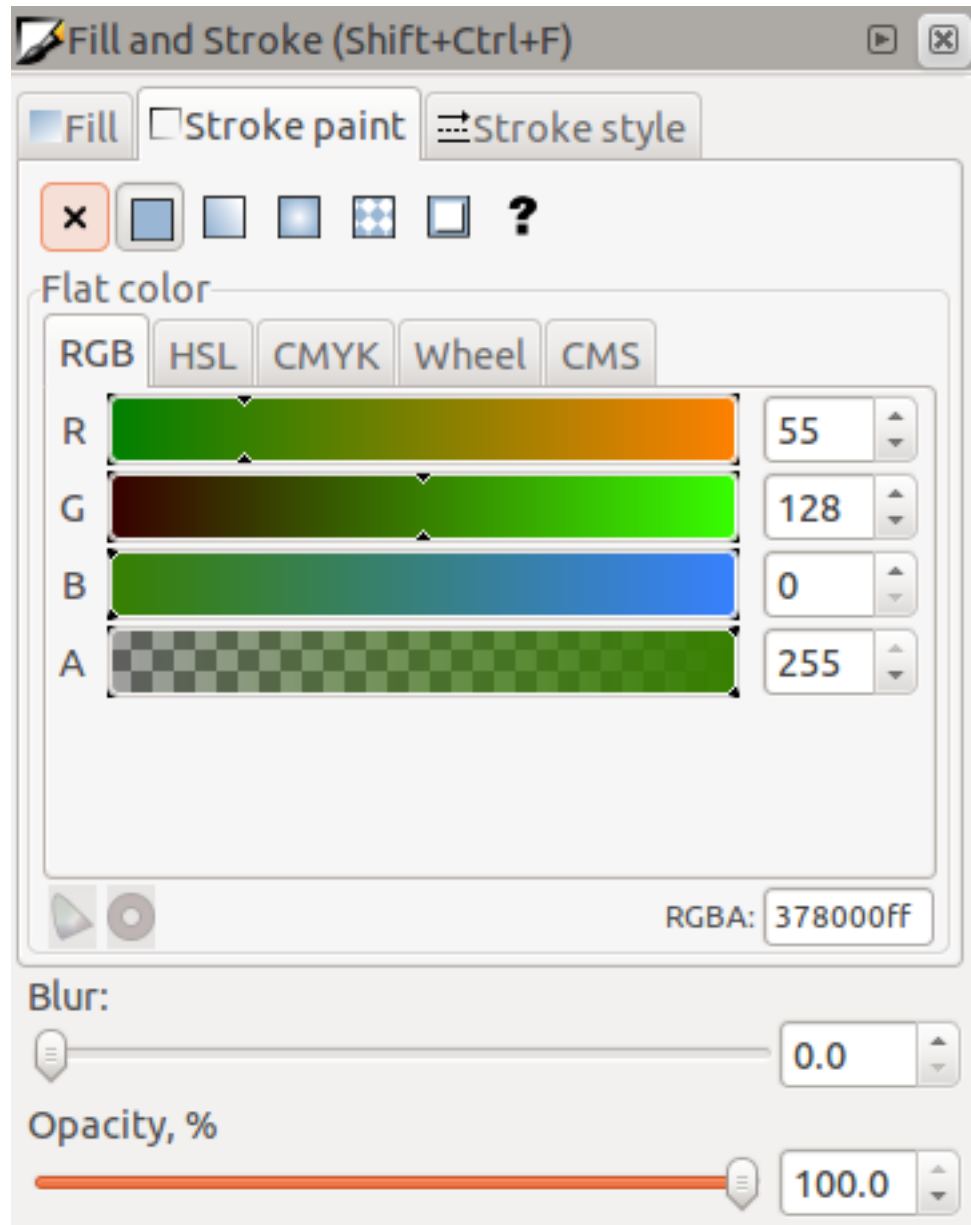 Fill and Stroke (Shift+Ctrl+F)
Fill Stroke paint Stroke style
?
Flat color
RGB HSL CMYK Wheel CMS
R 55
G 128
B 0
A 255
RGBA: 378000ff
Blur:
0.0
Opacity, %
100.0